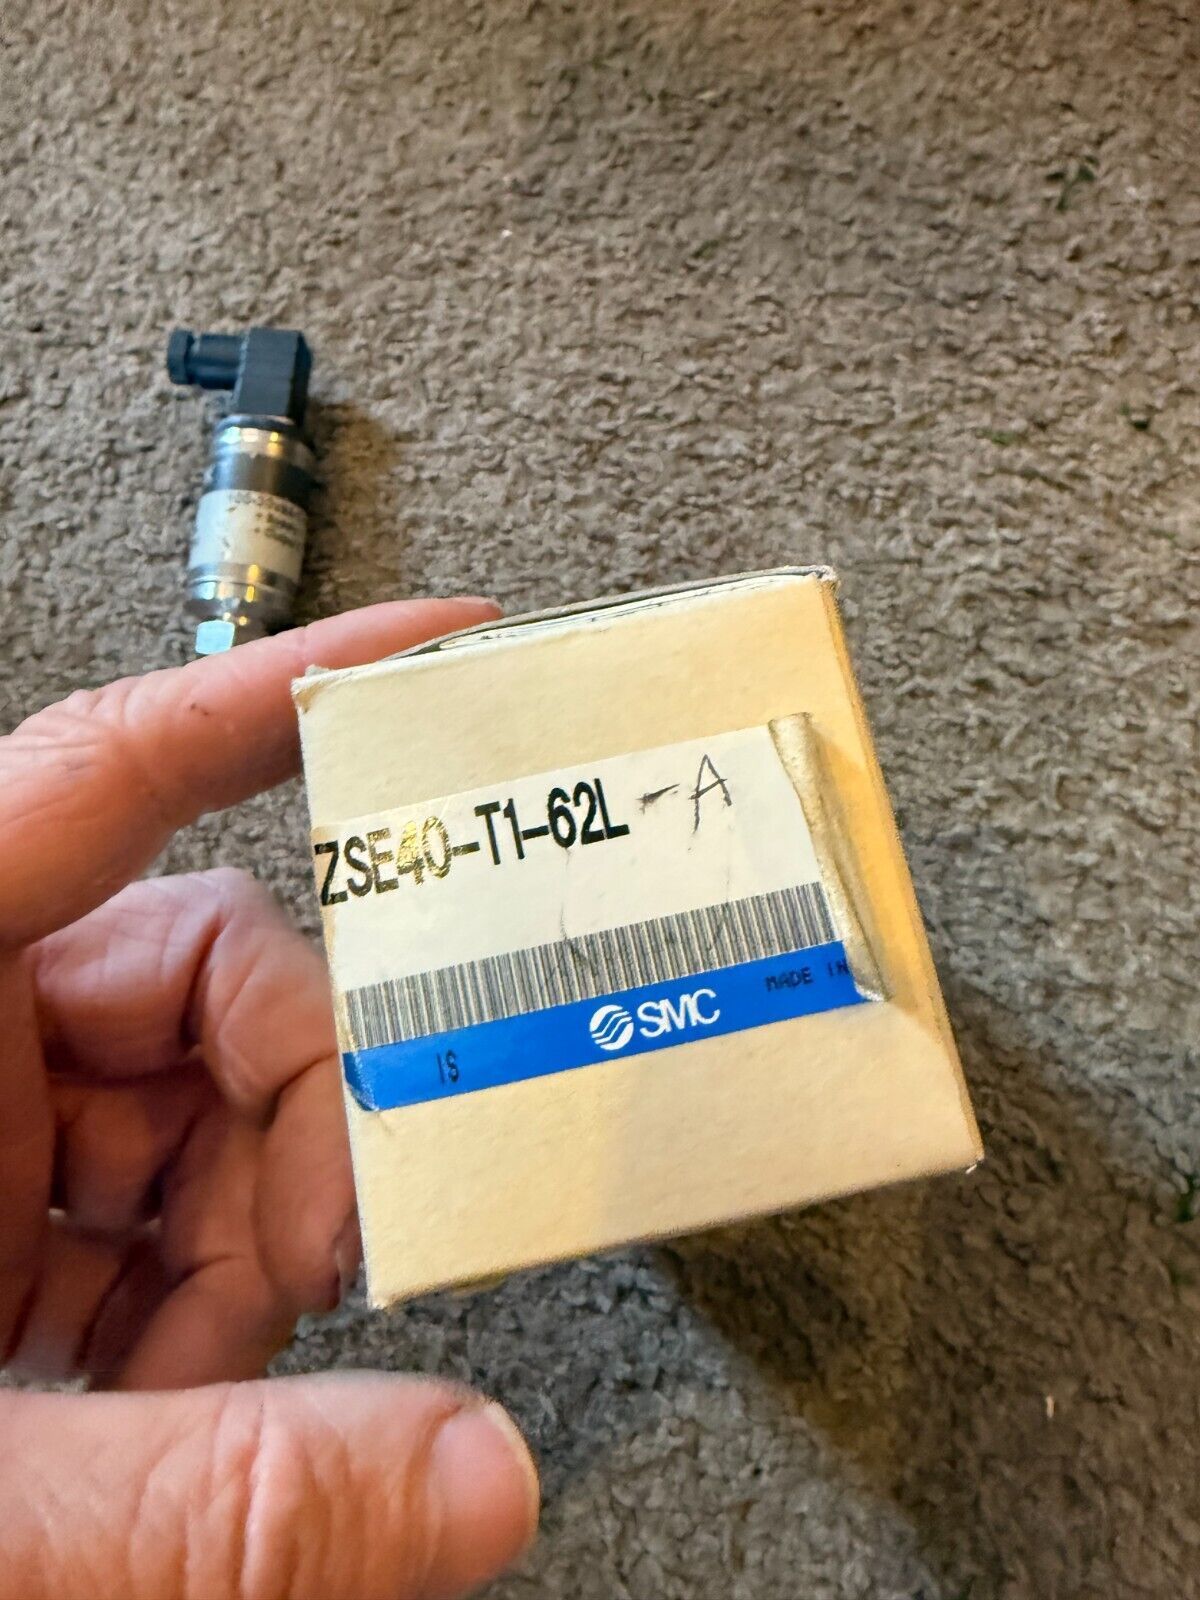 ZSE40-T1-62L -A
IS
SMC
MADE IN